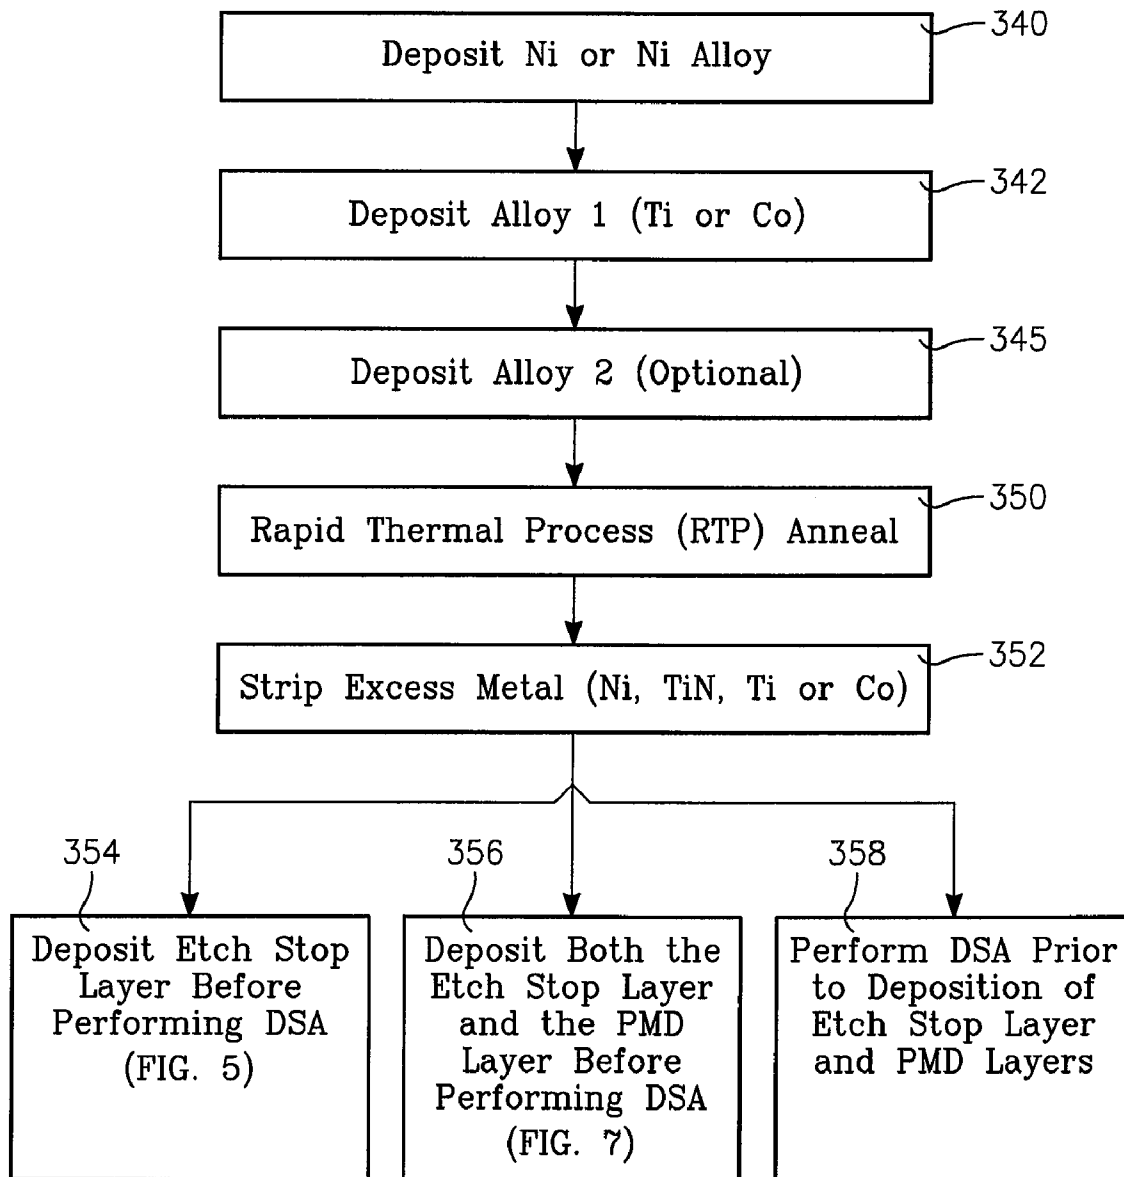 340
Deposit Ni or Ni Alloy
342
Deposit Alloy 1 (Ti or Co)
345
Deposit Alloy 2 (Optional)
350
Rapid Thermal Process (RTP) Anneal
352
Strip Excess Metal (Ni, TiN, Ti or Co)
354
Deposit Etch Stop
Layer Before
Performing DSA
(FIG. 5)
356
Deposit Both the
Etch Stop Layer
and the PMD
Layer Before
Performing DSA
(FIG. 7)
358
Perform DSA Prior
to Deposition of
Etch Stop Layer
and PMD Layers